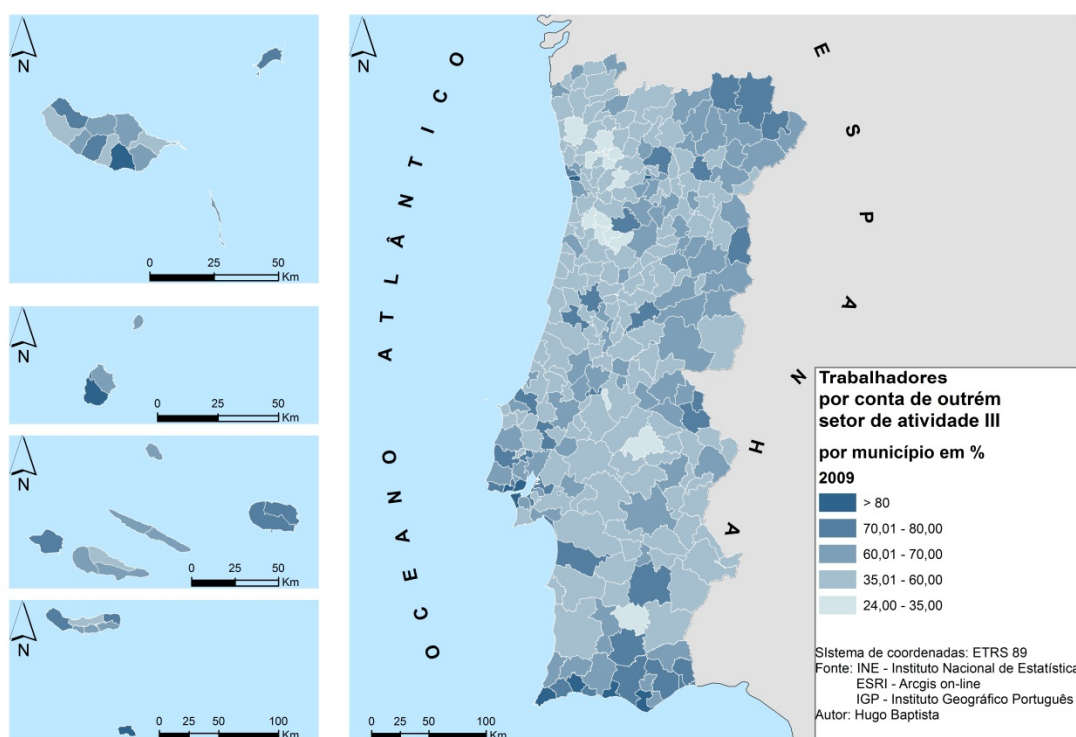 N
0 25 50
Km
N
0 25 50
Km
N
0 25 50
Km
N
0 25 50 100
Km
N
OCEANO ATLÂNTICO
ESPANHA
0 25 50 100
Km
Trabalhadores
por conta de outrém
setor de atividade III
por município em %
2009
> 80
70,01 - 80,00
60,01 - 70,00
35,01 - 60,00
24,00 - 35,00
SIstema de coordenadas: ETRS 89
Fonte: INE - Instituto Nacional de Estatística
ESRI - Arcgis on-line
IGP - Instituto Geográfico Português
Autor: Hugo Baptista